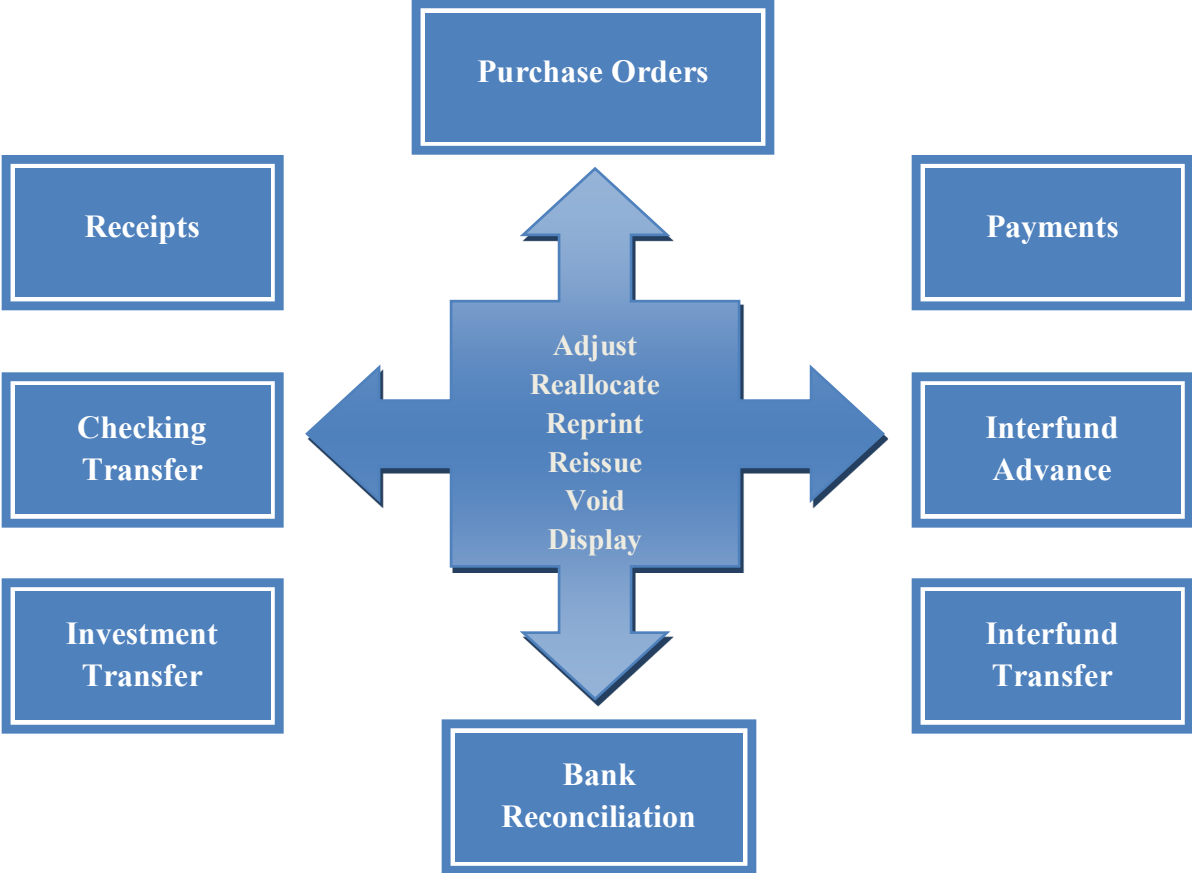 Purchase Orders
Receipts
Payments
Adjust
Reallocate
Reprint
Reissue
Void
Display
Checking
Transfer
Interfund
Advance
Investment
Transfer
Interfund
Transfer
Bank
Reconciliation